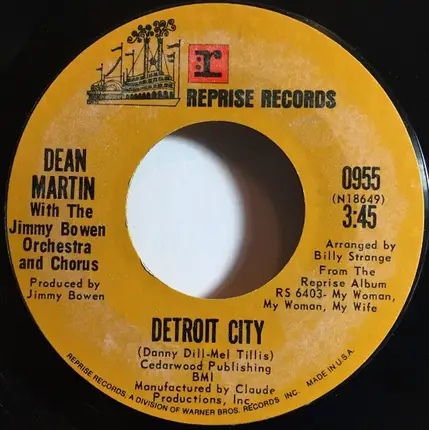 r
REPRISE RECORDS
DEAN
MARTIN
With The
Jimmy Bowen
Orchestra
and Chorus
Produced by
Jimmy Bowen
0955
(N18649)
3:45
Arranged by
Billy Strange
From The
Reprise Album
RS 6403- My Woman,
My Woman, My Wife
DETROIT CITY
(Danny Dill-Mel Tillis)
Cedarwood Publishing
BMI
Manufactured by Claude
Productions, Inc.
REPRISE RECORDS, A DIVISION OF WARNER BROS. RECORDS INC. MADE IN U.S.A.